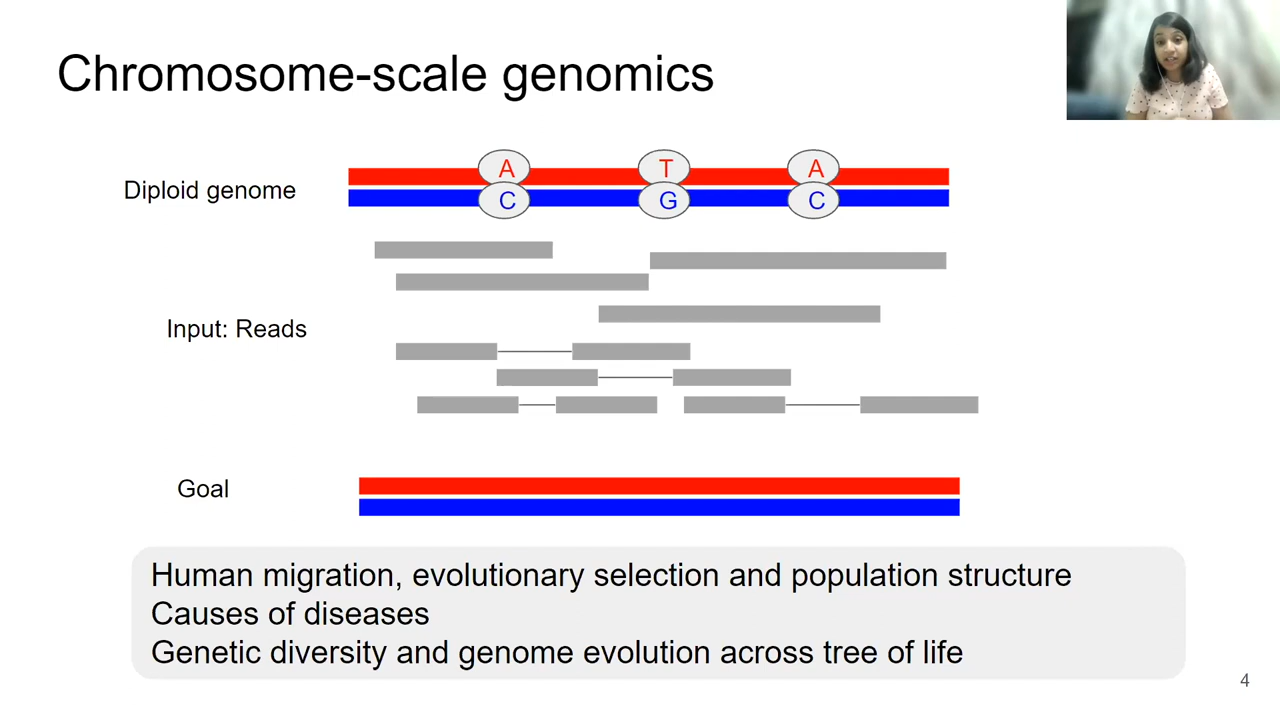 Chromosome-scale genomics
Diploid genome
A T A
C G C
Input: Reads
Goal
Human migration, evolutionary selection and population structure
Causes of diseases
Genetic diversity and genome evolution across tree of life
4